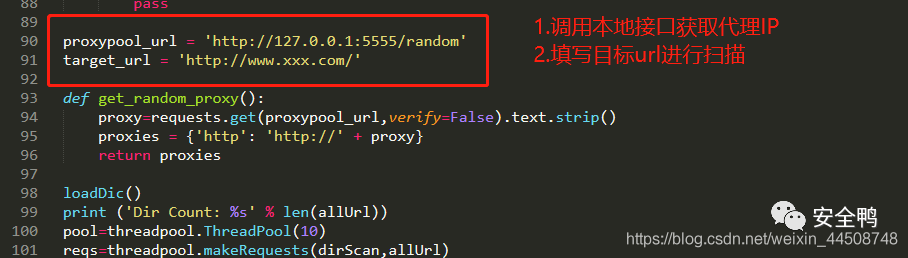 88 pass
89
90 proxypool_url = 'http://127.0.0.1:5555/random'
91 target_url = 'http://www.xxx.com/'
92
93 def get_random_proxy():
94 proxy=requests.get(proxypool_url,verify=False).text.strip()
95 proxies = {'http': 'http://' + proxy}
96 return proxies
97
98 loadDic()
99 print ('Dir Count: %s' % len(allUrl))
100 pool=threadpool.ThreadPool(10)
101 reqs=threadpool.makeRequests(dirScan,allUrl)
1.调用本地接口获取代理IP
2.填写目标url进行扫描
安全鸭
https://blog.csdn.net/weixin_44508748